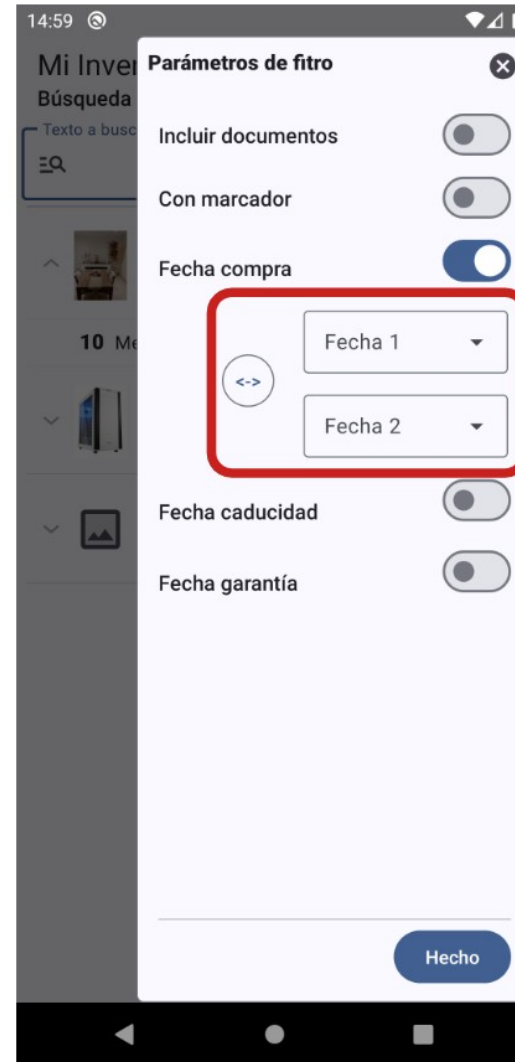 14:59
Mi Inver
Parámetros de fitro
Búsqueda
Texto a busc
Incluir documentos
Con marcador
Fecha compra
10 Me
Fecha 1
<->
Fecha 2
Fecha caducidad
Fecha garantía
Hecho